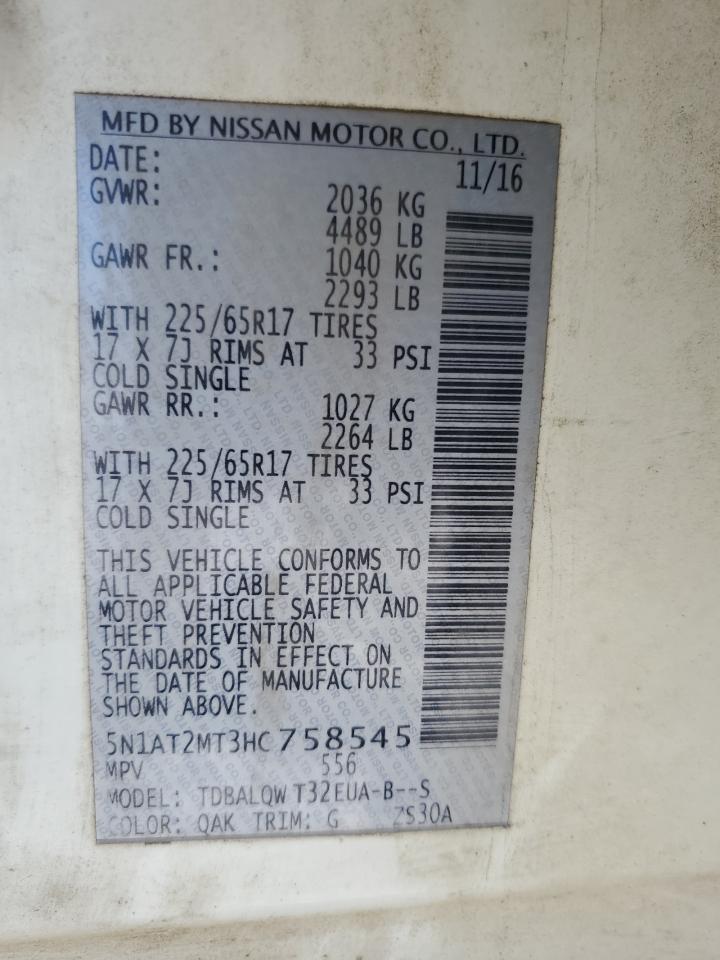 MFD BY NISSAN MOTOR CO., LTD.
DATE: 11/16
GVWR: 2036 KG
4489 LB
GAWR FR.: 1040 KG
2293 LB
WITH 225/65R17 TIRES
17 X 7J RIMS AT 33 PSI
COLD SINGLE
GAWR RR.: 1027 KG
2264 LB
WITH 225/65R17 TIRES
17 X 7J RIMS AT 33 PSI
COLD SINGLE
THIS VEHICLE CONFORMS TO
ALL APPLICABLE FEDERAL
MOTOR VEHICLE SAFETY AND
THEFT PREVENTION
STANDARDS IN EFFECT ON
THE DATE OF MANUFACTURE
SHOWN ABOVE.
5N1AT2MT3HC758545
MPV 556
MODEL: TDBALQW T32EUA-B--S
COLOR: QAK TRIM: G ZS30A